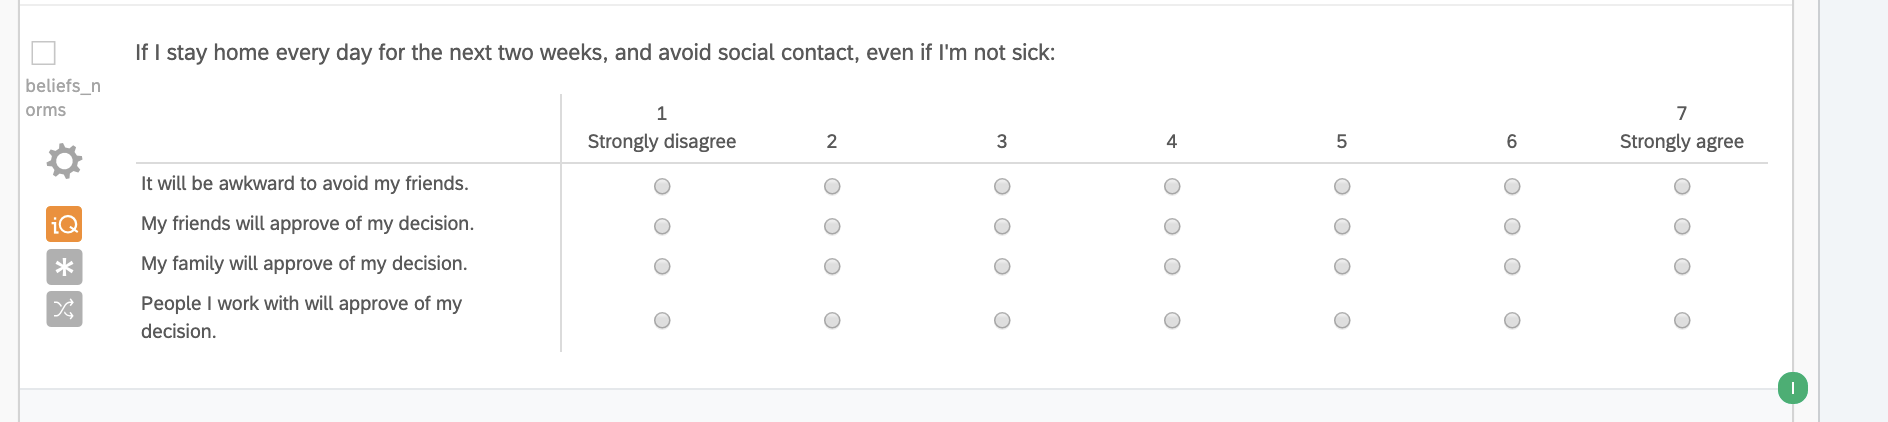 If I stay home every day for the next two weeks, and avoid social contact, even if I'm not sick:
beliefs_n
orms
1 7
Strongly disagree 2 3 4 5 6 Strongly agree
It will be awkward to avoid my friends.
My friends will approve of my decision.
iQ
My family will approve of my decision.
*
People I work with will approve of my
decision.
I